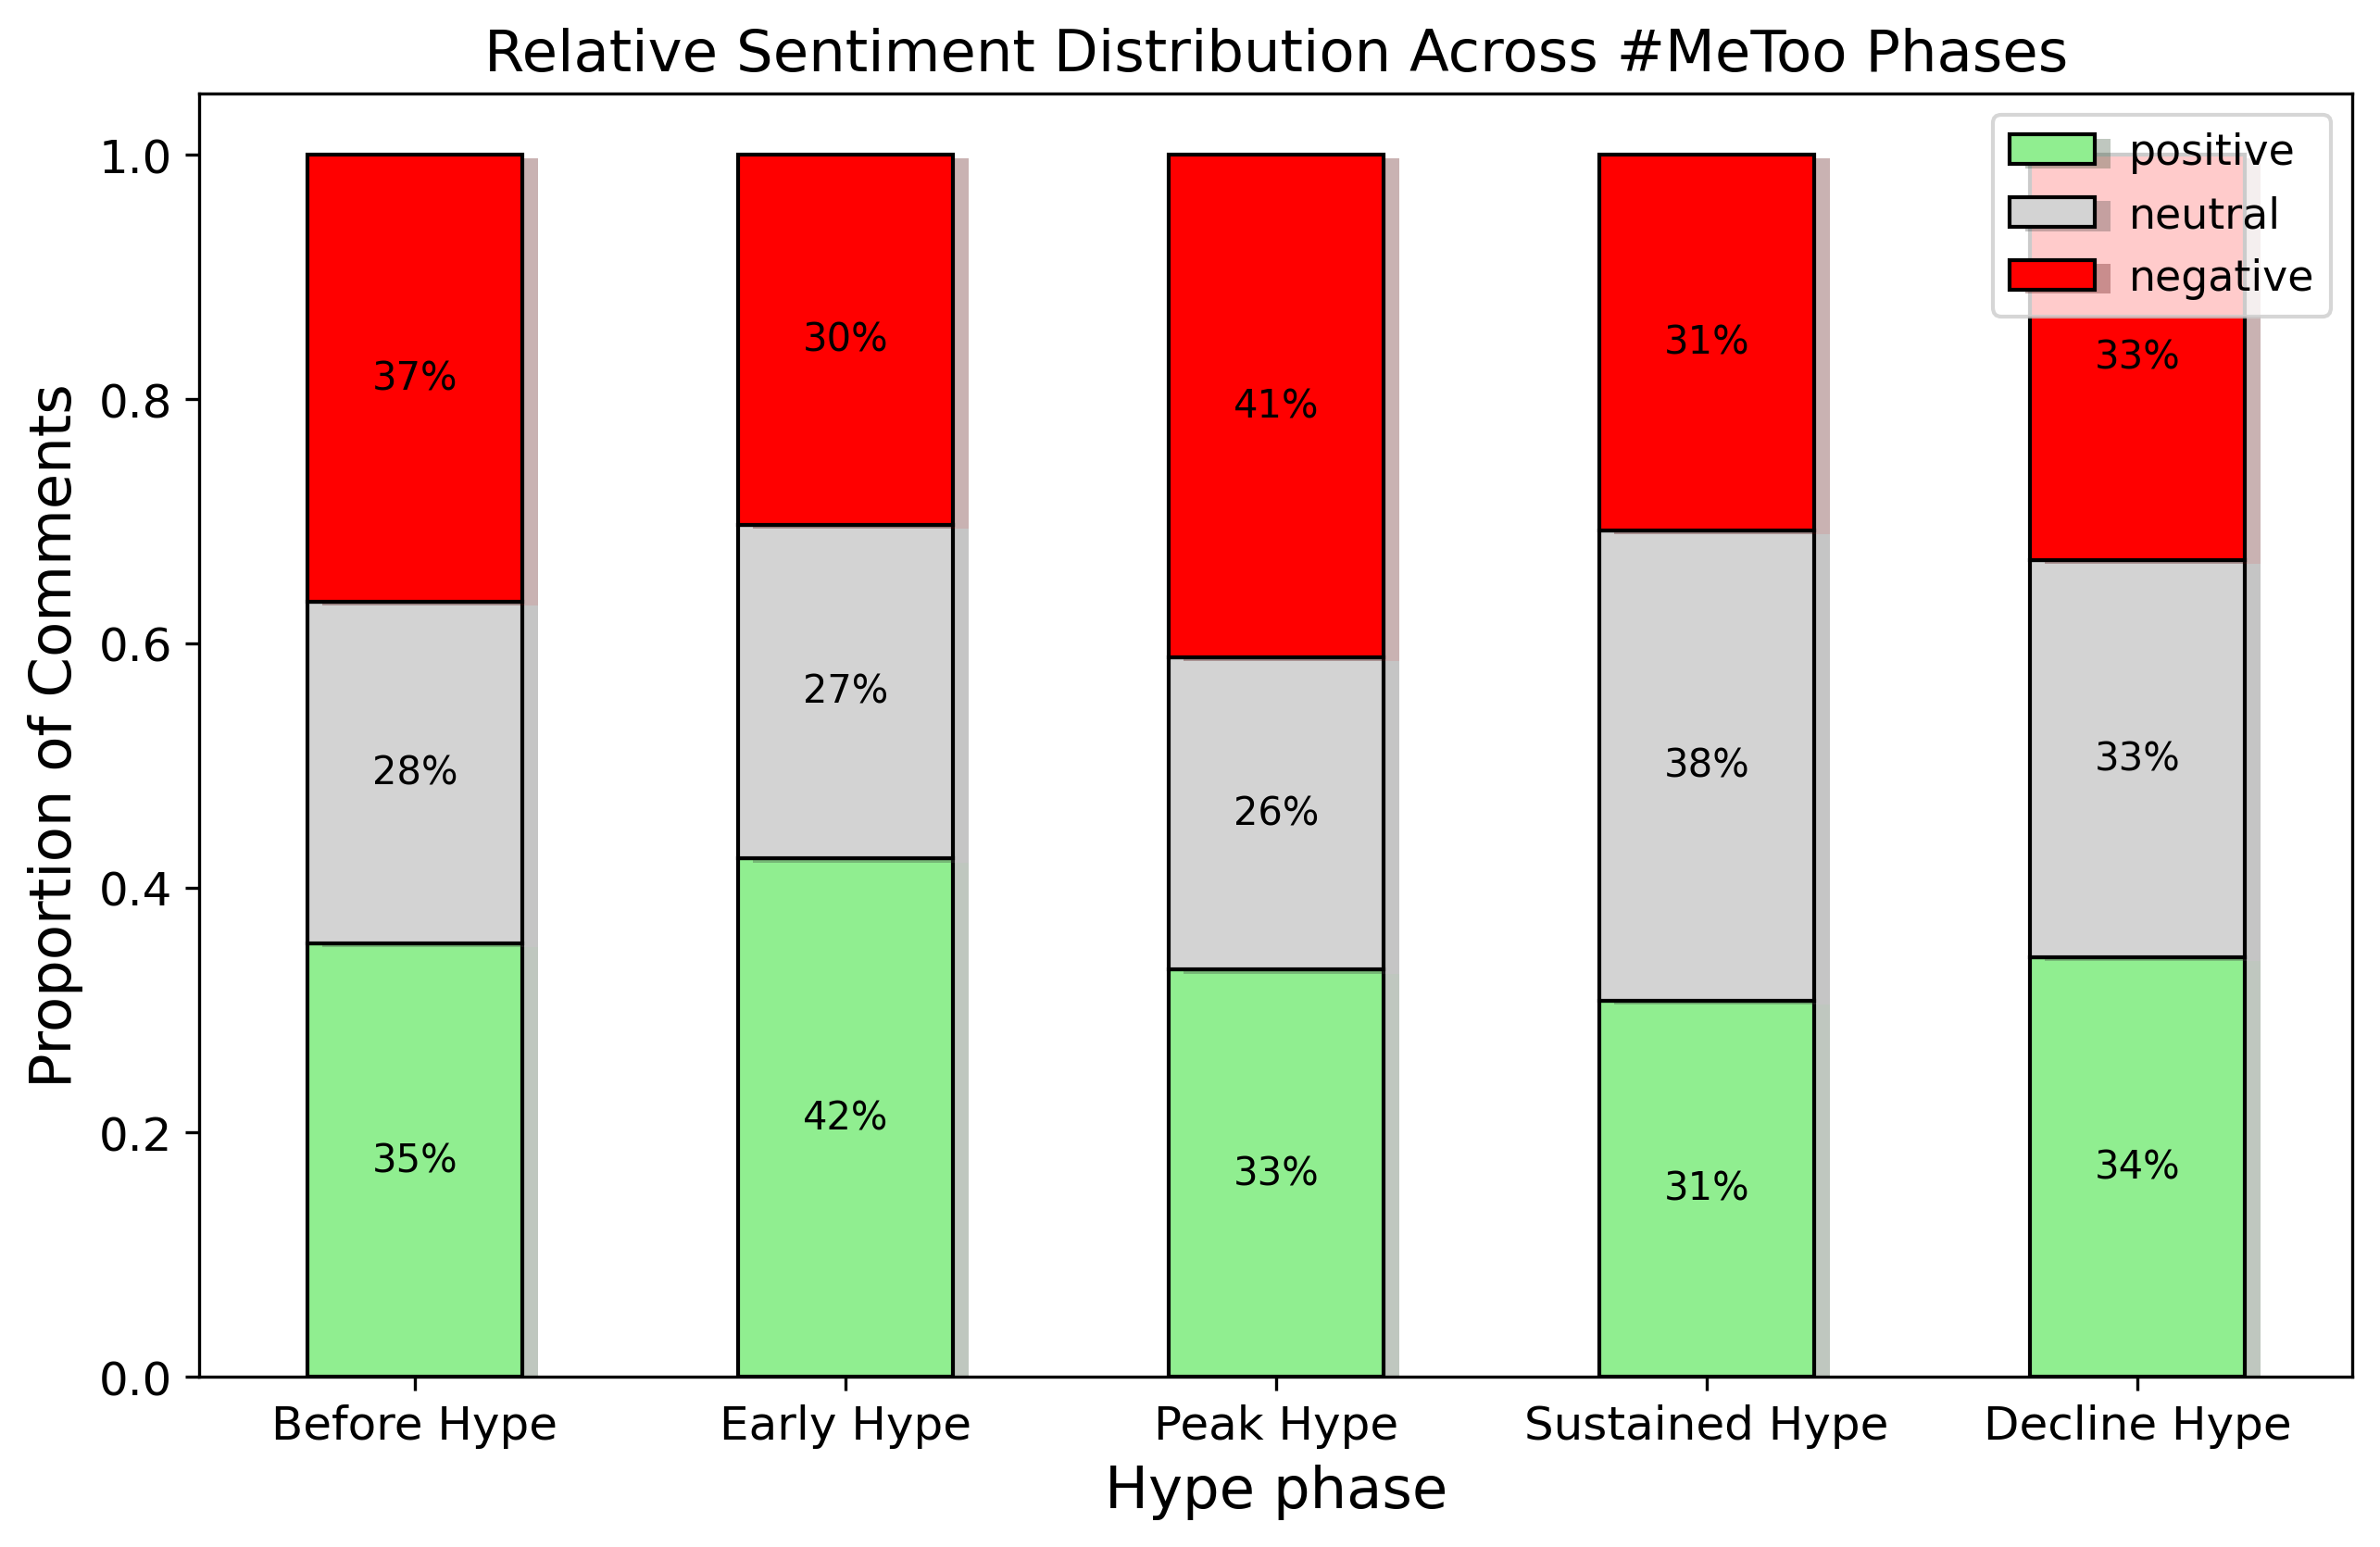 Relative Sentiment Distribution Across #MeToo Phases
positive
neutral
negative
Proportion of Comments
1.0
0.8
0.6
0.4
0.2
0.0
37%
30%
41%
31%
33%
28%
27%
26%
38%
33%
35%
42%
33%
31%
34%
Before Hype
Early Hype
Peak Hype
Sustained Hype
Decline Hype
Hype phase